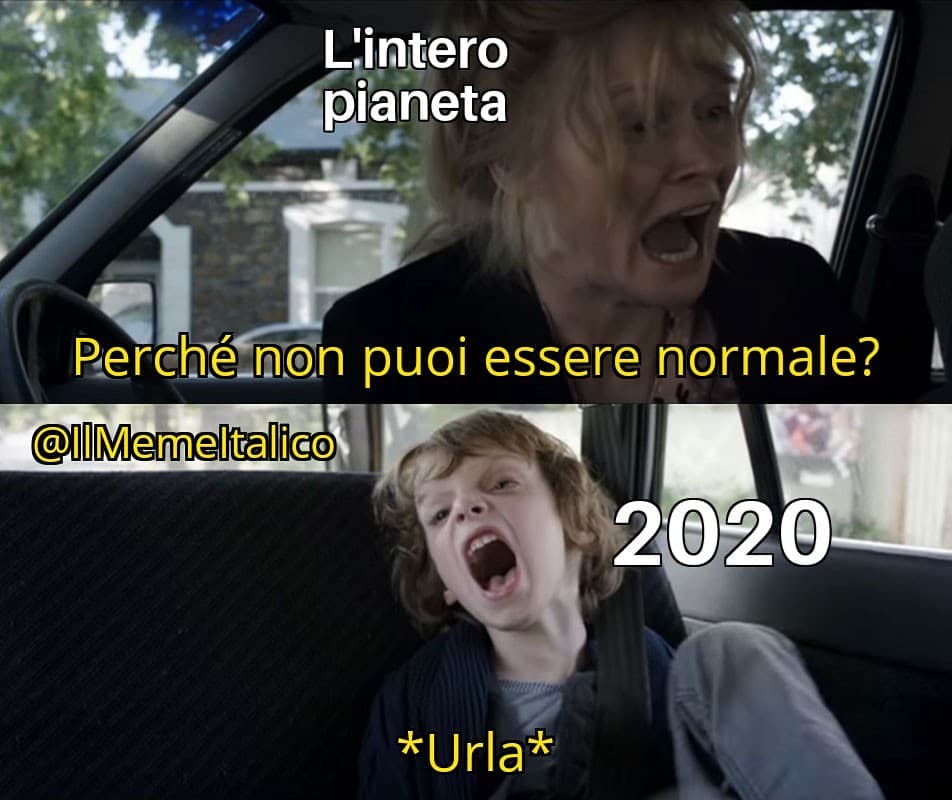 L'intero
pianeta
Perché non puoi essere normale?
@IlMemeItalico
2020
*Urla*